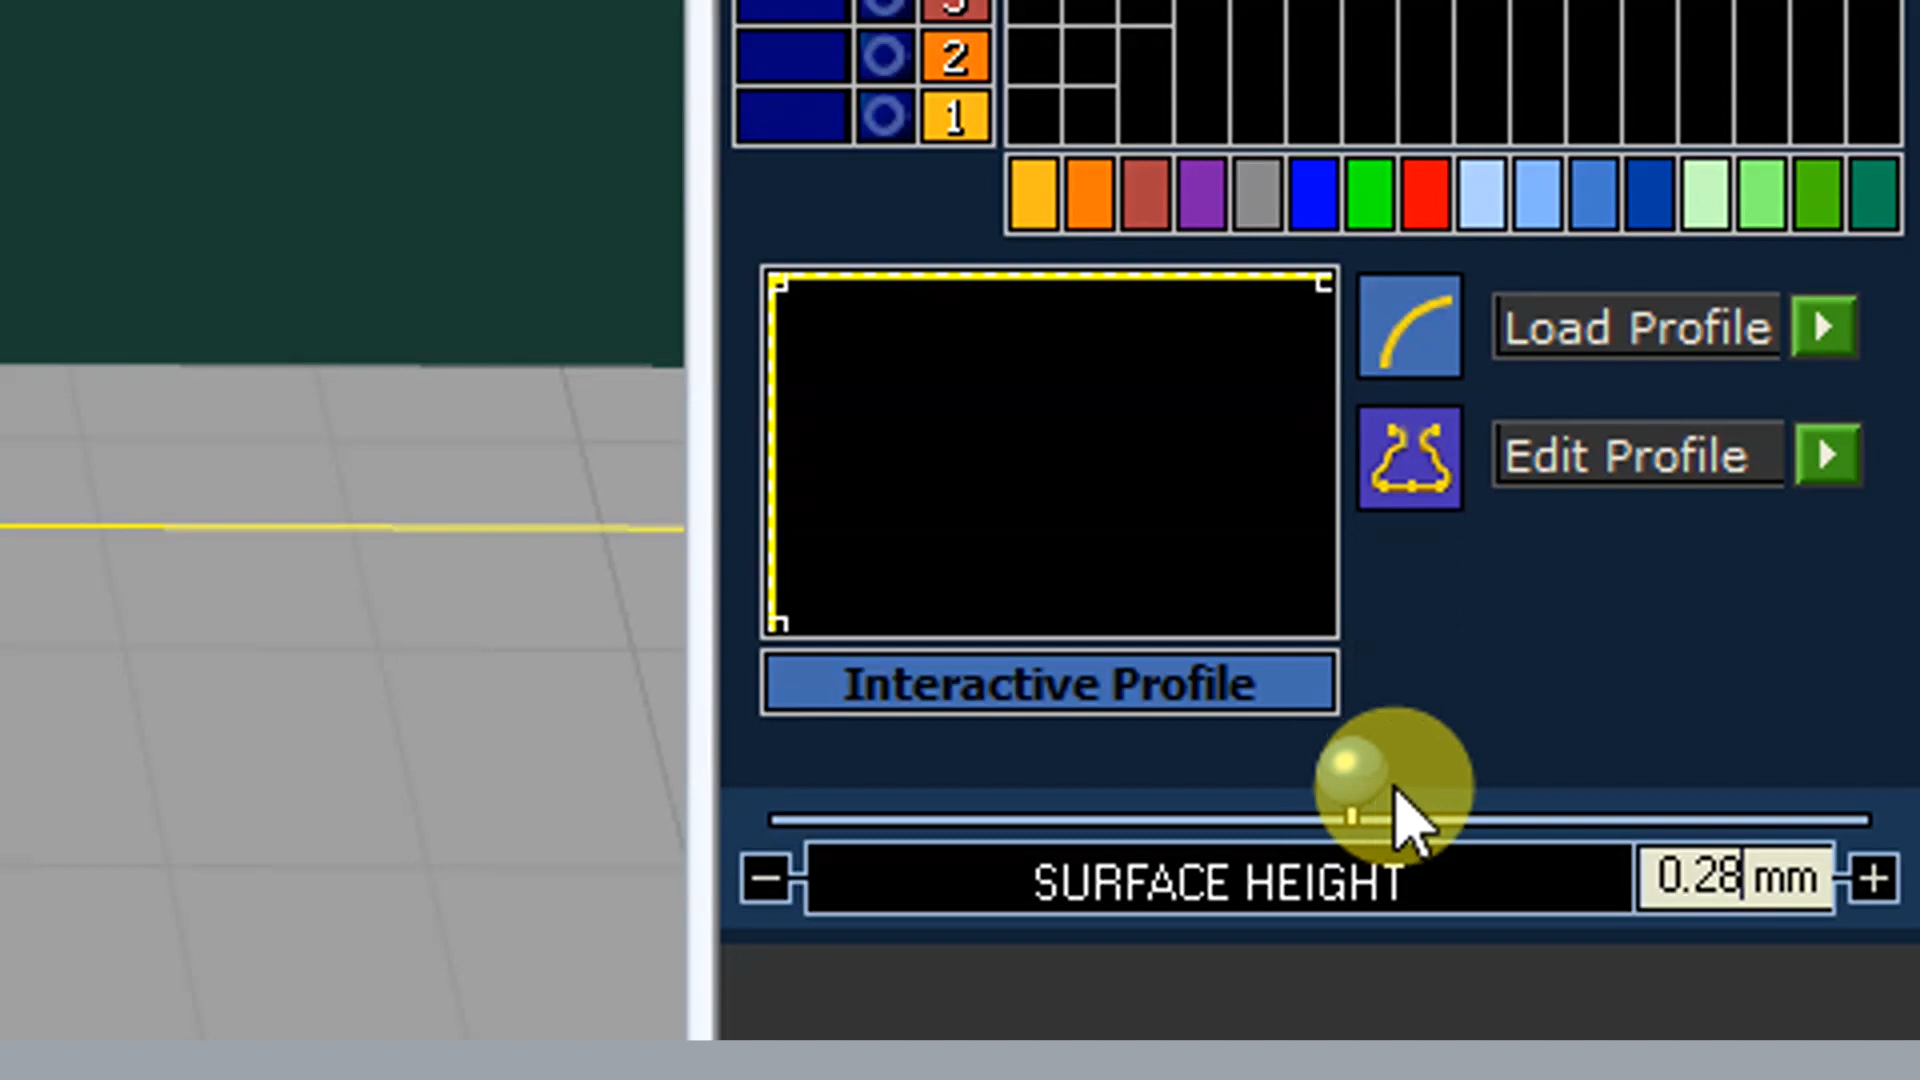 2
1
Load Profile
Edit Profile
Interactive Profile
SURFACE HEIGHT 0.28 mm